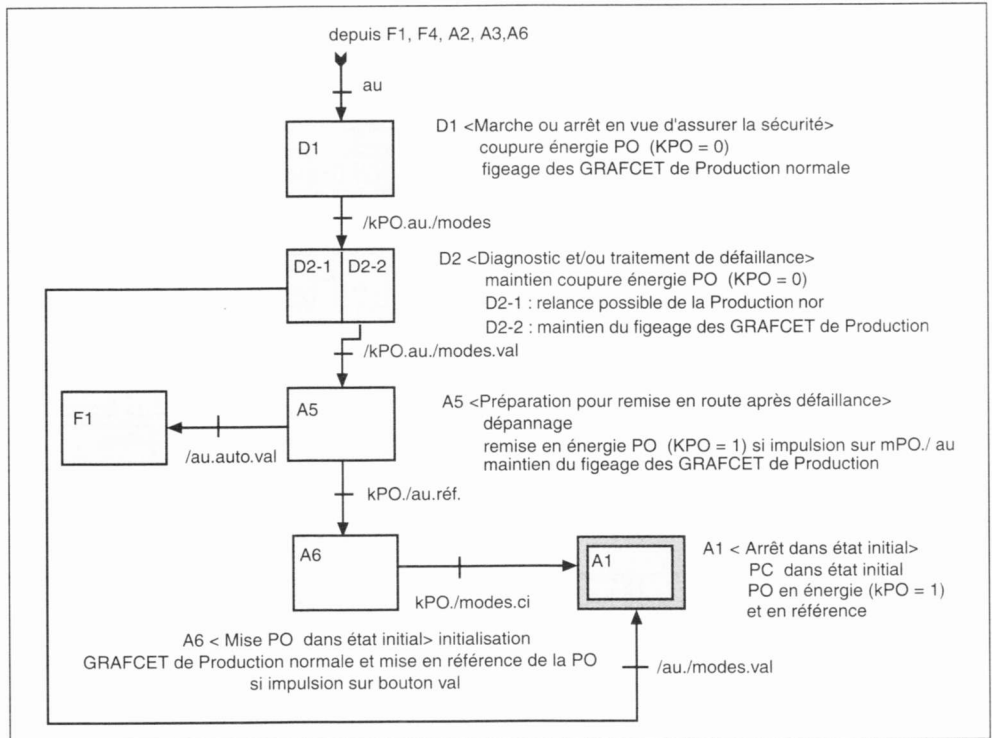 depuis F1, F4, A2, A3,A6
au
D1
D1 <Marche ou arrêt en vue d'assurer la sécurité>
coupure énergie PO (KPO = 0)
figeage des GRAFCET de Production normale
/kPO.au./modes
D2-1 D2-2
D2 <Diagnostic et/ou traitement de défaillance>
maintien coupure énergie PO (KPO = 0)
D2-1 : relance possible de la Production nor
D2-2 : maintien du figeage des GRAFCET de Production
/kPO.au./modes.val
F1
/au.auto.val
A5
A5 <Préparation pour remise en route après défaillance>
dépannage
remise en énergie PO (KPO = 1) si impulsion sur mPO./ au
maintien du figeage des GRAFCET de Production
kPO./au.réf.
A6
kPO./modes.ci
A1
A1 < Arrêt dans état initial>
PC dans état initial
PO en énergie (kPO = 1)
et en référence
A6 < Mise PO dans état initial> initialisation
GRAFCET de Production normale et mise en référence de la PO
si impulsion sur bouton val
/au./modes.val